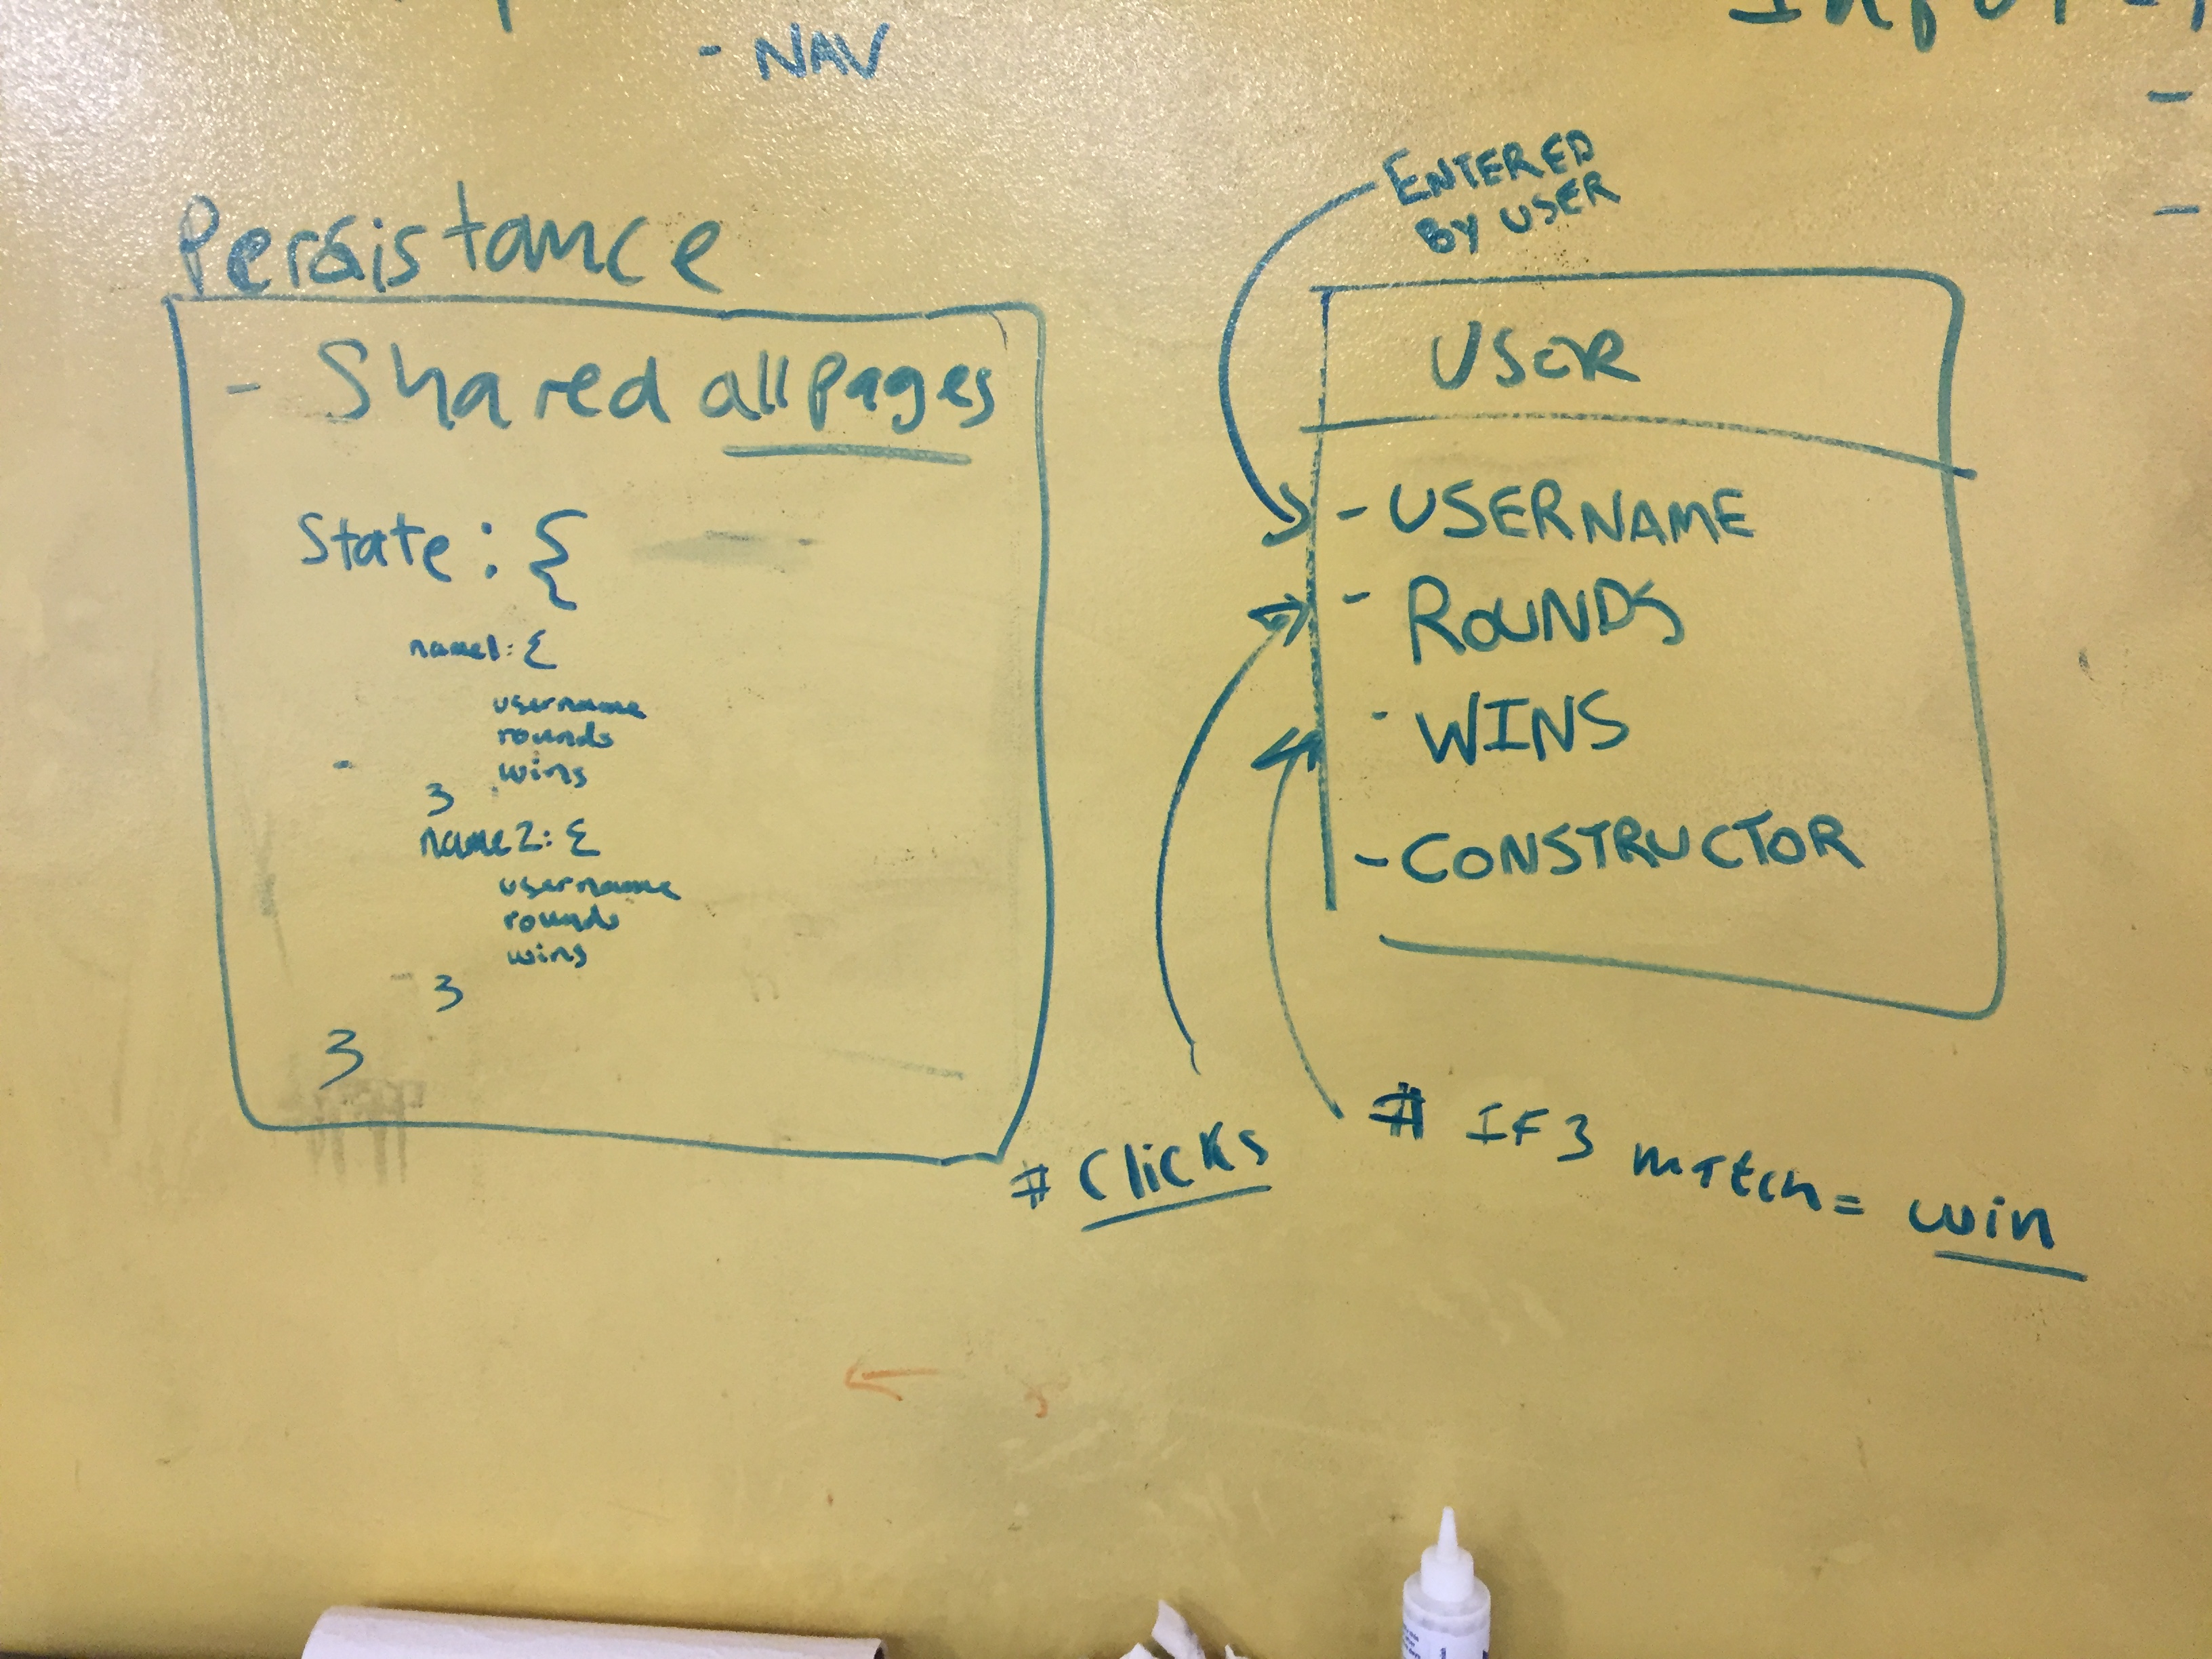 - NAV
Persistance
- Shared all pages
State: {
name1: {
username
rounds
wins
}
name2: {
username
rounds
wins
}
}
ENTERED
BY USER
USER
- USERNAME
- ROUNDS
- WINS
- CONSTRUCTOR
# Clicks
# IF 3 match = win